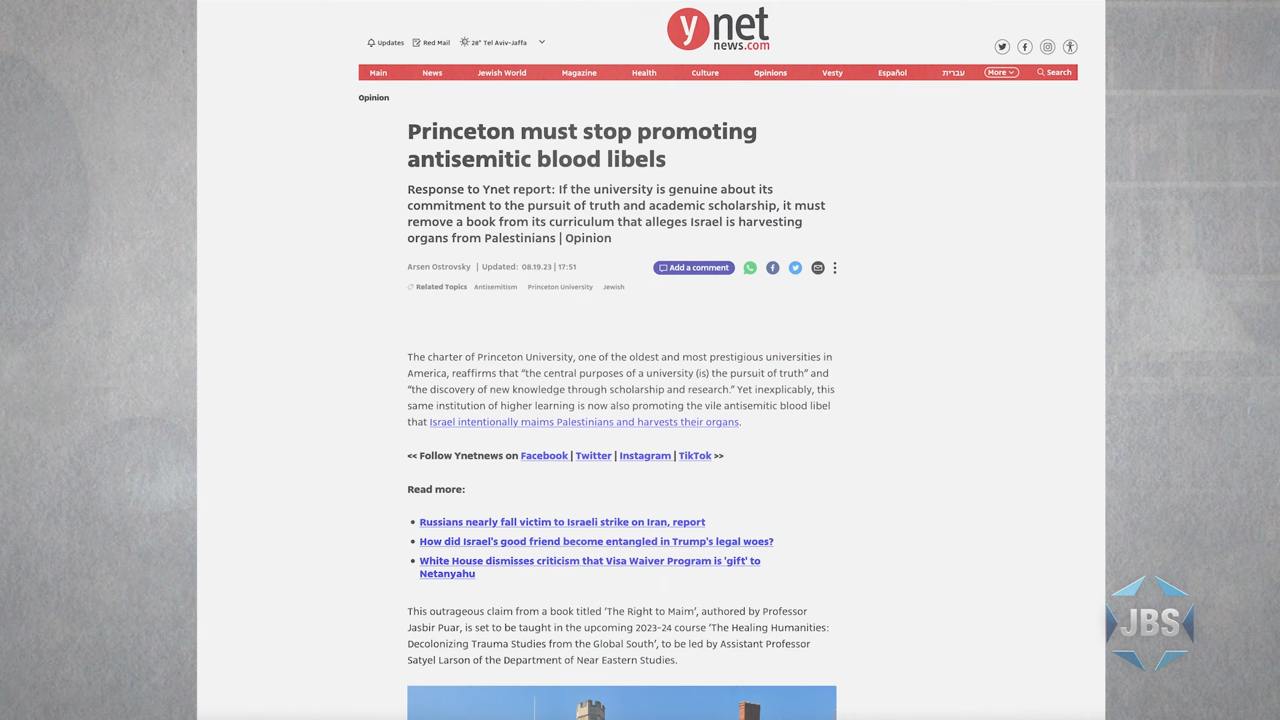 y net
news.com
Updates Red Mail 28° Tel Aviv-Jaffa
Main News Jewish World Magazine Health Culture Opinions Vesty Español עברית More Search
Opinion
Princeton must stop promoting
antisemitic blood libels
Response to Ynet report: If the university is genuine about its
commitment to the pursuit of truth and academic scholarship, it must
remove a book from its curriculum that alleges Israel is harvesting
organs from Palestinians | Opinion
Arsen Ostrovsky | Updated: 08.19.23 | 17:51
Add a comment
Related Topics Antisemitism Princeton University Jewish
The charter of Princeton University, one of the oldest and most prestigious universities in
America, reaffirms that “the central purposes of a university (is) the pursuit of truth” and
“the discovery of new knowledge through scholarship and research.” Yet inexplicably, this
same institution of higher learning is now also promoting the vile antisemitic blood libel
that Israel intentionally maims Palestinians and harvests their organs.
<< Follow Ynetnews on Facebook | Twitter | Instagram | TikTok >>
Read more:
• Russians nearly fall victim to Israeli strike on Iran, report
• How did Israel's good friend become entangled in Trump's legal woes?
• White House dismisses criticism that Visa Waiver Program is 'gift' to
Netanyahu
This outrageous claim from a book titled ‘The Right to Maim’, authored by Professor
Jasbir Puar, is set to be taught in the upcoming 2023-24 course ‘The Healing Humanities:
Decolonizing Trauma Studies from the Global South’, to be led by Assistant Professor
Satyel Larson of the Department of Near Eastern Studies.
JBS